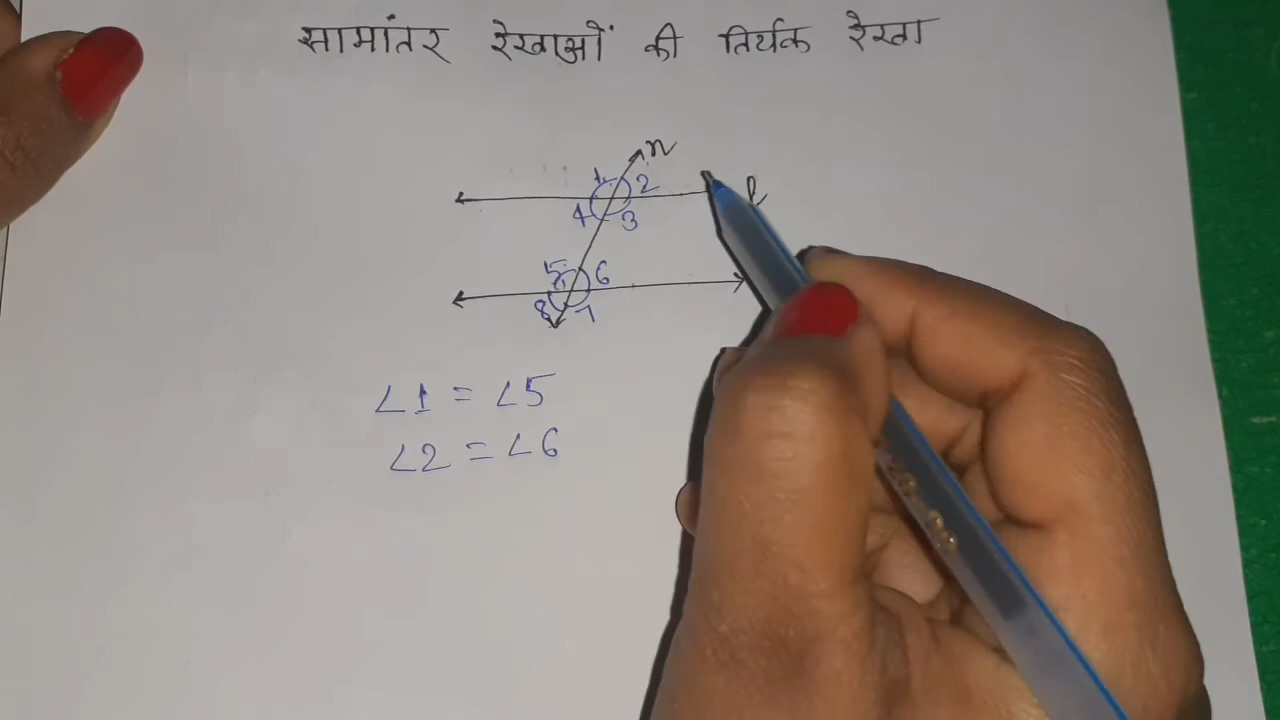 सामांतर रेखाओं की तिर्यक रेखा
n
1 2
l
4 3
5 6
8 7
∠1 = ∠5
∠2 = ∠6